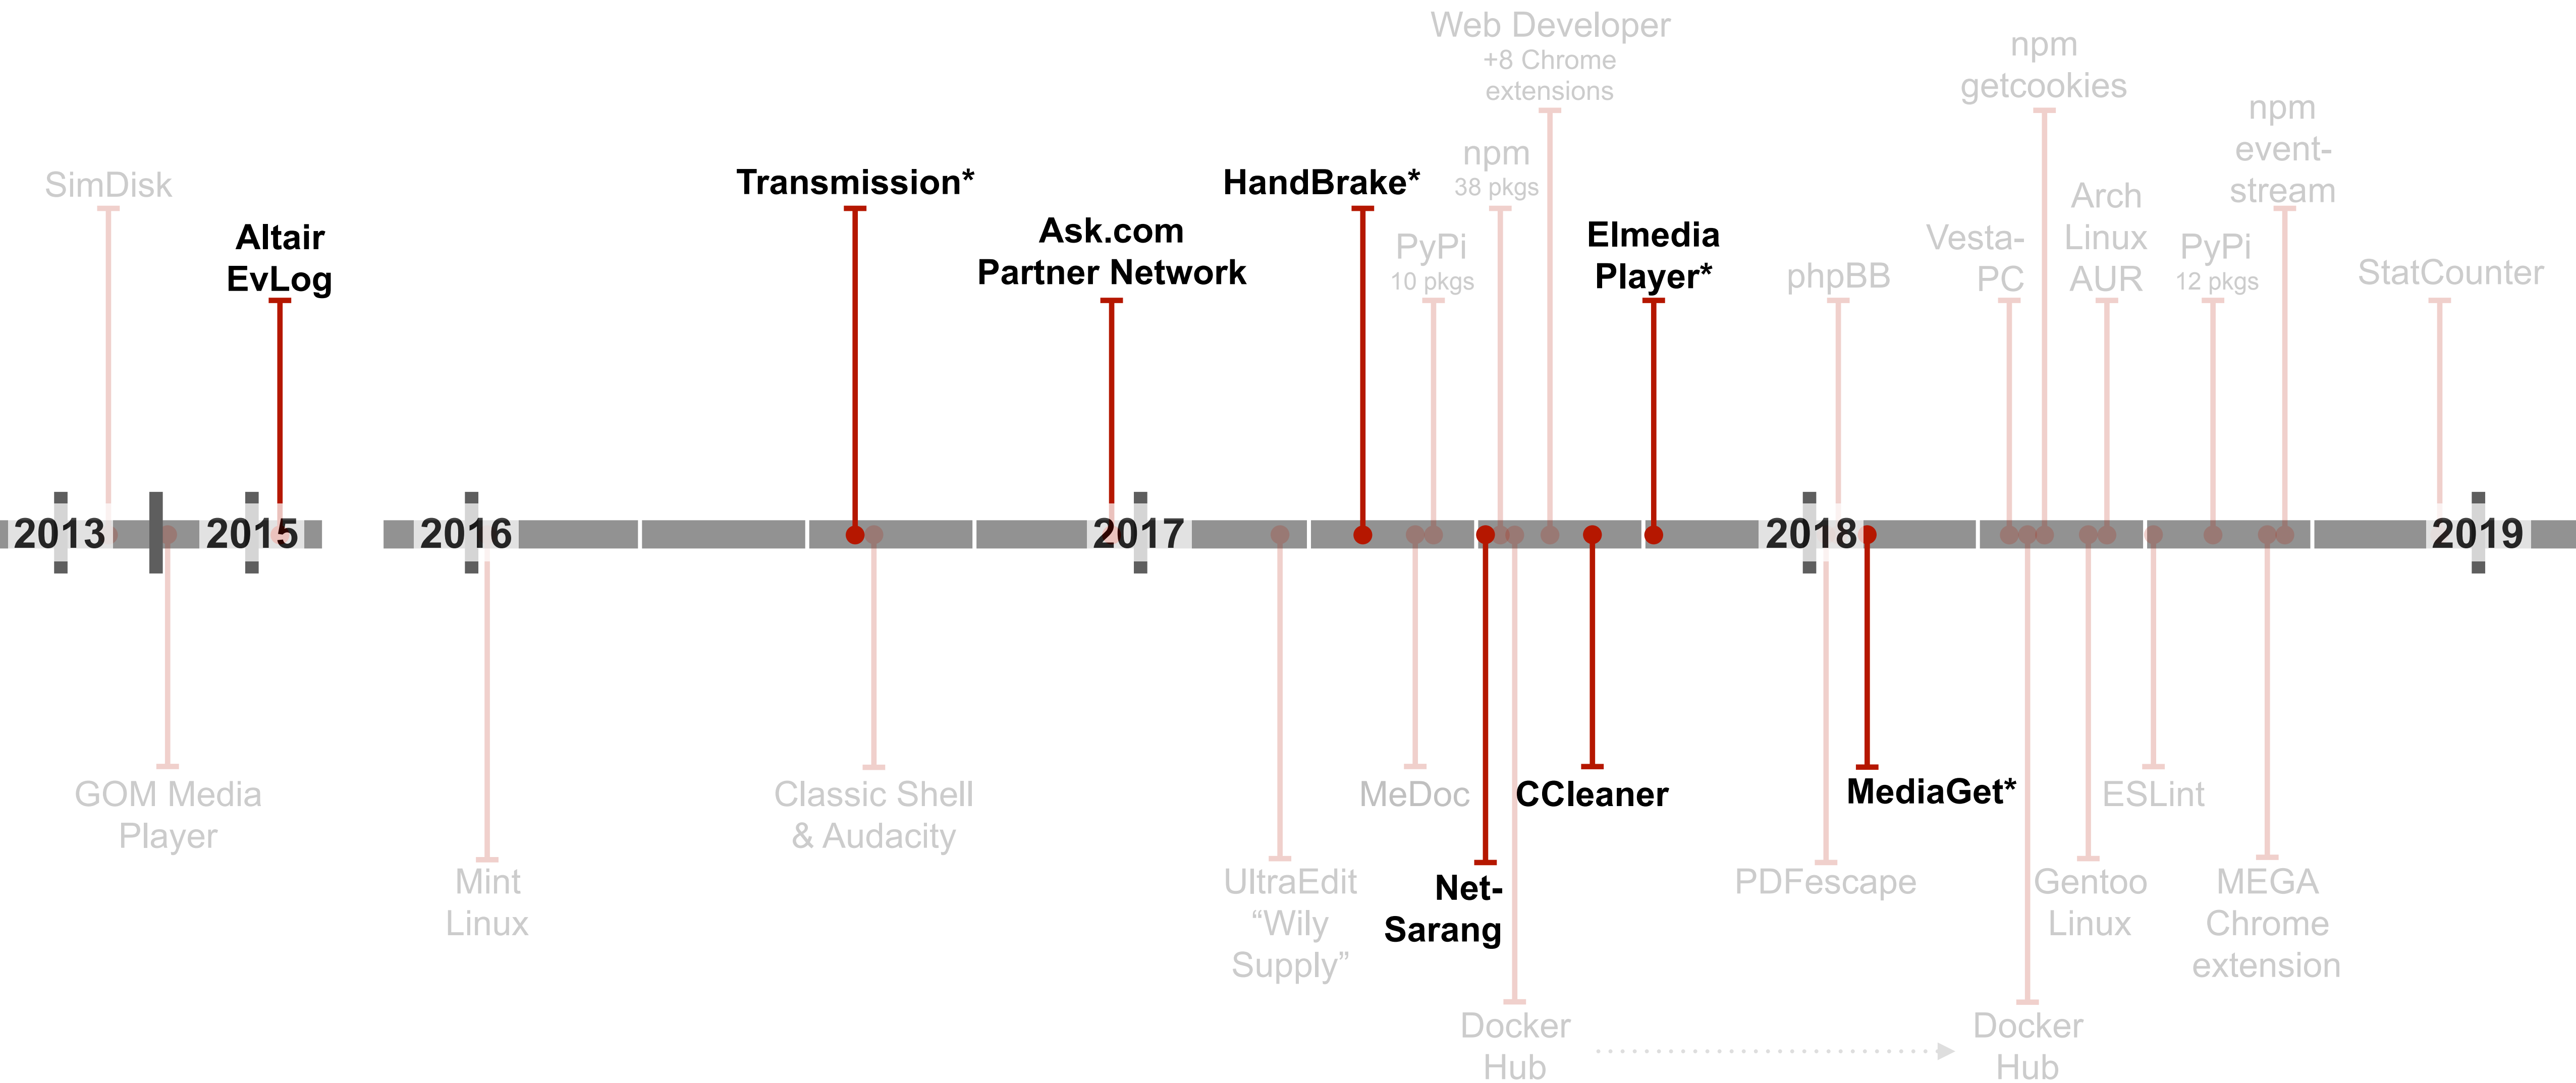 Web Developer
+8 Chrome
extensions
npm
getcookies
npm
event-
stream
npm
38 pkgs
SimDisk
Transmission*
HandBrake*
Arch
Linux
AUR
Altair
EvLog
Ask.com
Partner Network
PyPi
10 pkgs
Elmedia
Player*
phpBB
Vesta-
PC
PyPi
12 pkgs
StatCounter
2013
2015
2016
2017
2018
2019
GOM Media
Player
Classic Shell
& Audacity
MeDoc
CCleaner
MediaGet*
ESLint
Mint
Linux
UltraEdit
“Wily
Supply”
Net-
Sarang
PDFescape
Gentoo
Linux
MEGA
Chrome
extension
Docker
Hub
Docker
Hub